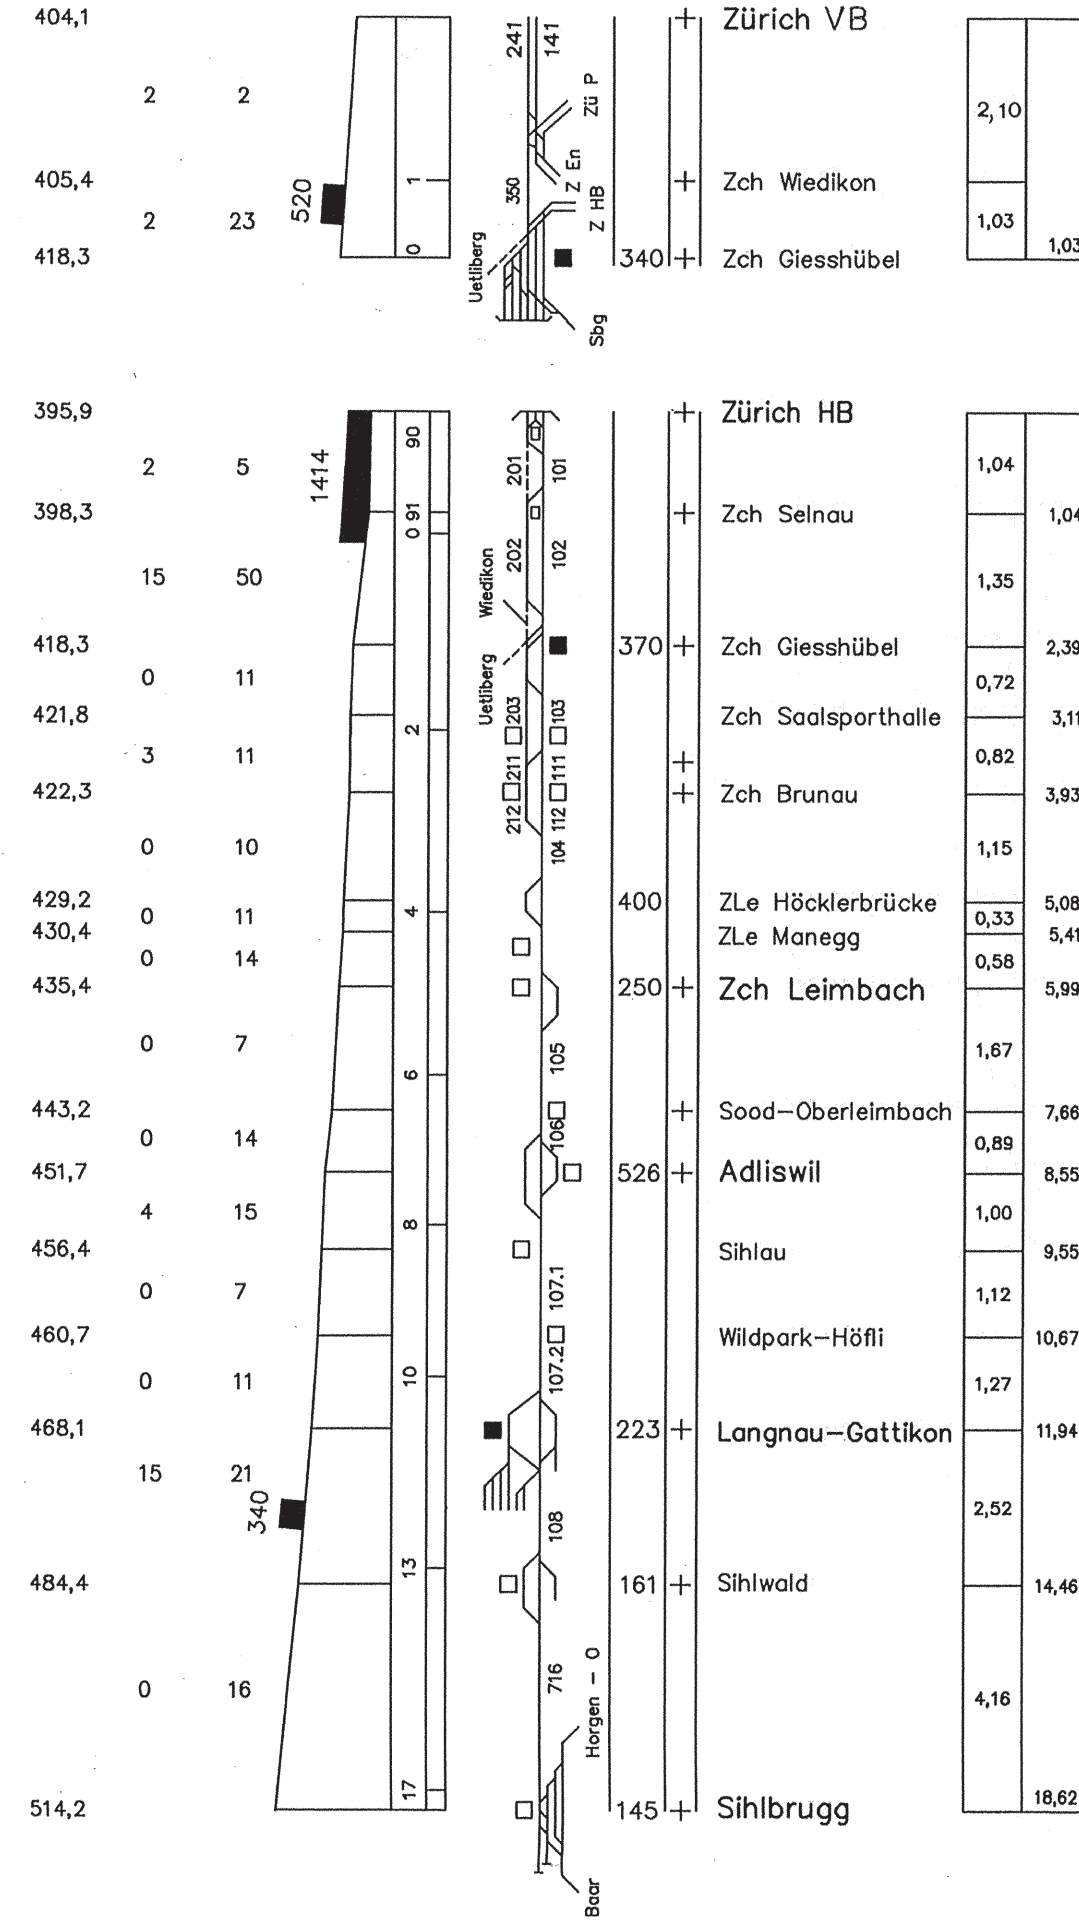 404,1 241 141 + Zürich VB
2 2 Zü P 2,10
405,4 1 350 Z En + Zch Wiedikon
520
2 23 Z HB 1,03 1,03
418,3 0 Uetliberg 340 + Zch Giesshübel
Sbg
395,9 90 + Zürich HB
1414
2 5 201 101 1,04
398,3 91 + Zch Selnau 1,04
0
15 50 Wiedikon 202 102 1,35
418,3 370 + Zch Giesshübel 2,39
0 11 Uetliberg 0,72
421,8 2 203 103 Zch Saalsporthalle 3,11
3 11 211 111 + 0,82
422,3 212 112 + Zch Brunau 3,93
0 10 104 1,15
429,2 4 400 ZLe Höcklerbrücke 5,08
0 11 0,33
430,4 ZLe Manegg 5,41
0 14 0,58
435,4 250 + Zch Leimbach 5,99
0 7 6 105 1,67
443,2 + Sood-Oberleimbach 7,66
0 14 106 0,89
451,7 526 + Adliswil 8,55
4 15 8 1,00
456,4 Sihlau 9,55
0 7 107.1 1,12
460,7 Wildpark-Höfli 10,67
0 11 10 107.2 1,27
468,1 223 + Langnau-Gattikon 11,94
15 21 2,52
340 108
13
484,4 161 + Sihlwald 14,46
0 16 716 Horgen - O 4,16
514,2 17 145 + Sihlbrugg 18,62
Baar